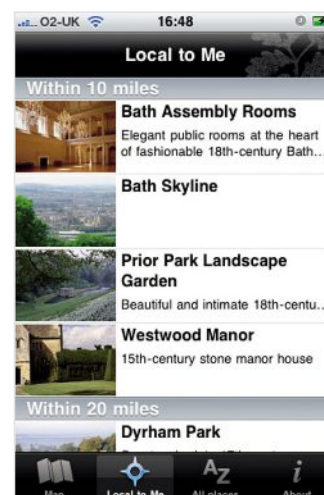 O2-UK 16:48
Local to Me
Within 10 miles
Bath Assembly Rooms
Elegant public rooms at the heart
of fashionable 18th-century Bath...
Bath Skyline
Prior Park Landscape
Garden
Beautiful and intimate 18th-centu...
Westwood Manor
15th-century stone manor house
Within 20 miles
Dyrham Park
Map Local to Me All places About